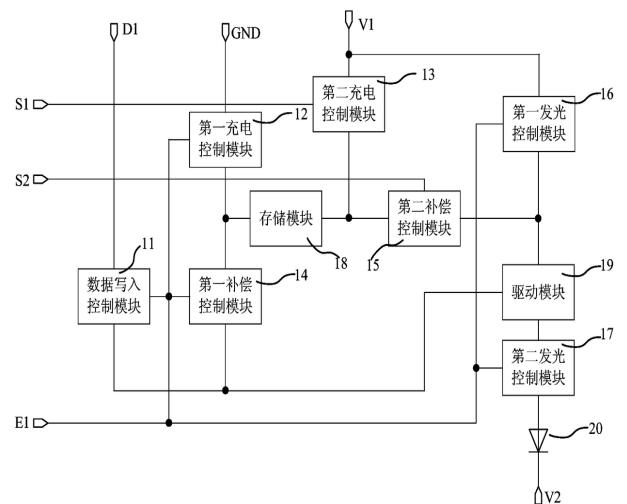 D1
GND
V1
13
第二充电
控制模块
16
S1
12
第一充电
控制模块
第一发光
控制模块
S2
存储模块
18
第二补偿
控制模块
15
11
数据写入
控制模块
14
第一补偿
控制模块
19
驱动模块
17
第二发光
控制模块
E1
20
V2